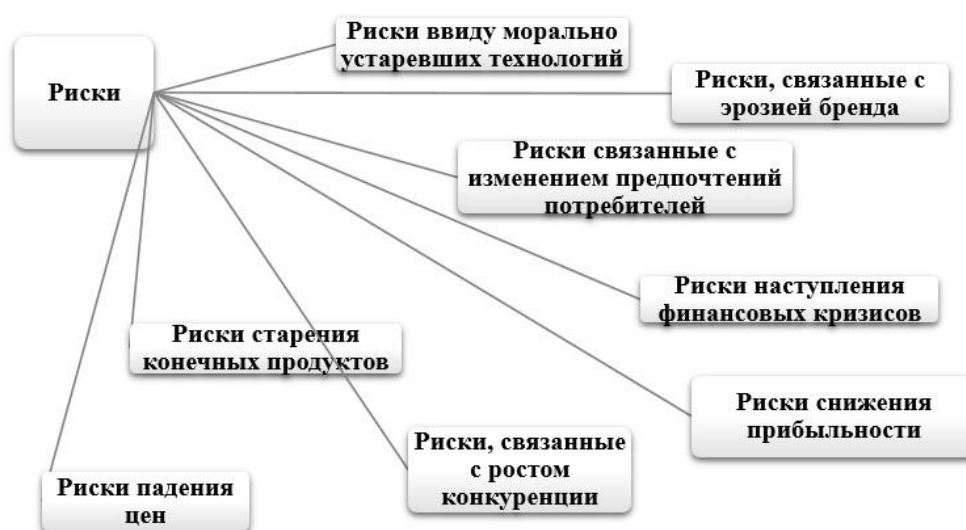 Риски ввиду морально
устаревших технологий
Риски
Риски, связанные с
эрозией бренда
Риски связанные с
изменением предпочтений
потребителей
Риски наступления
финансовых кризисов
Риски старения
конечных продуктов
Риски снижения
прибыльности
Риски, связанные
с ростом
конкуренции
Риски падения
цен